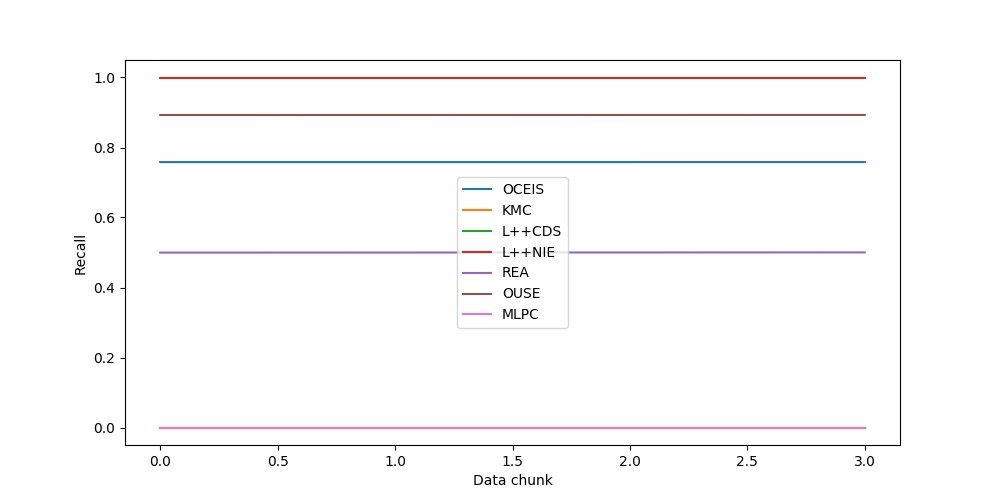 1.0
0.8
0.6
0.4
0.2
0.0
Recall
OCEIS
KMC
L++CDS
L++NIE
REA
OUSE
MLPC
0.0 0.5 1.0 1.5 2.0 2.5 3.0
Data chunk